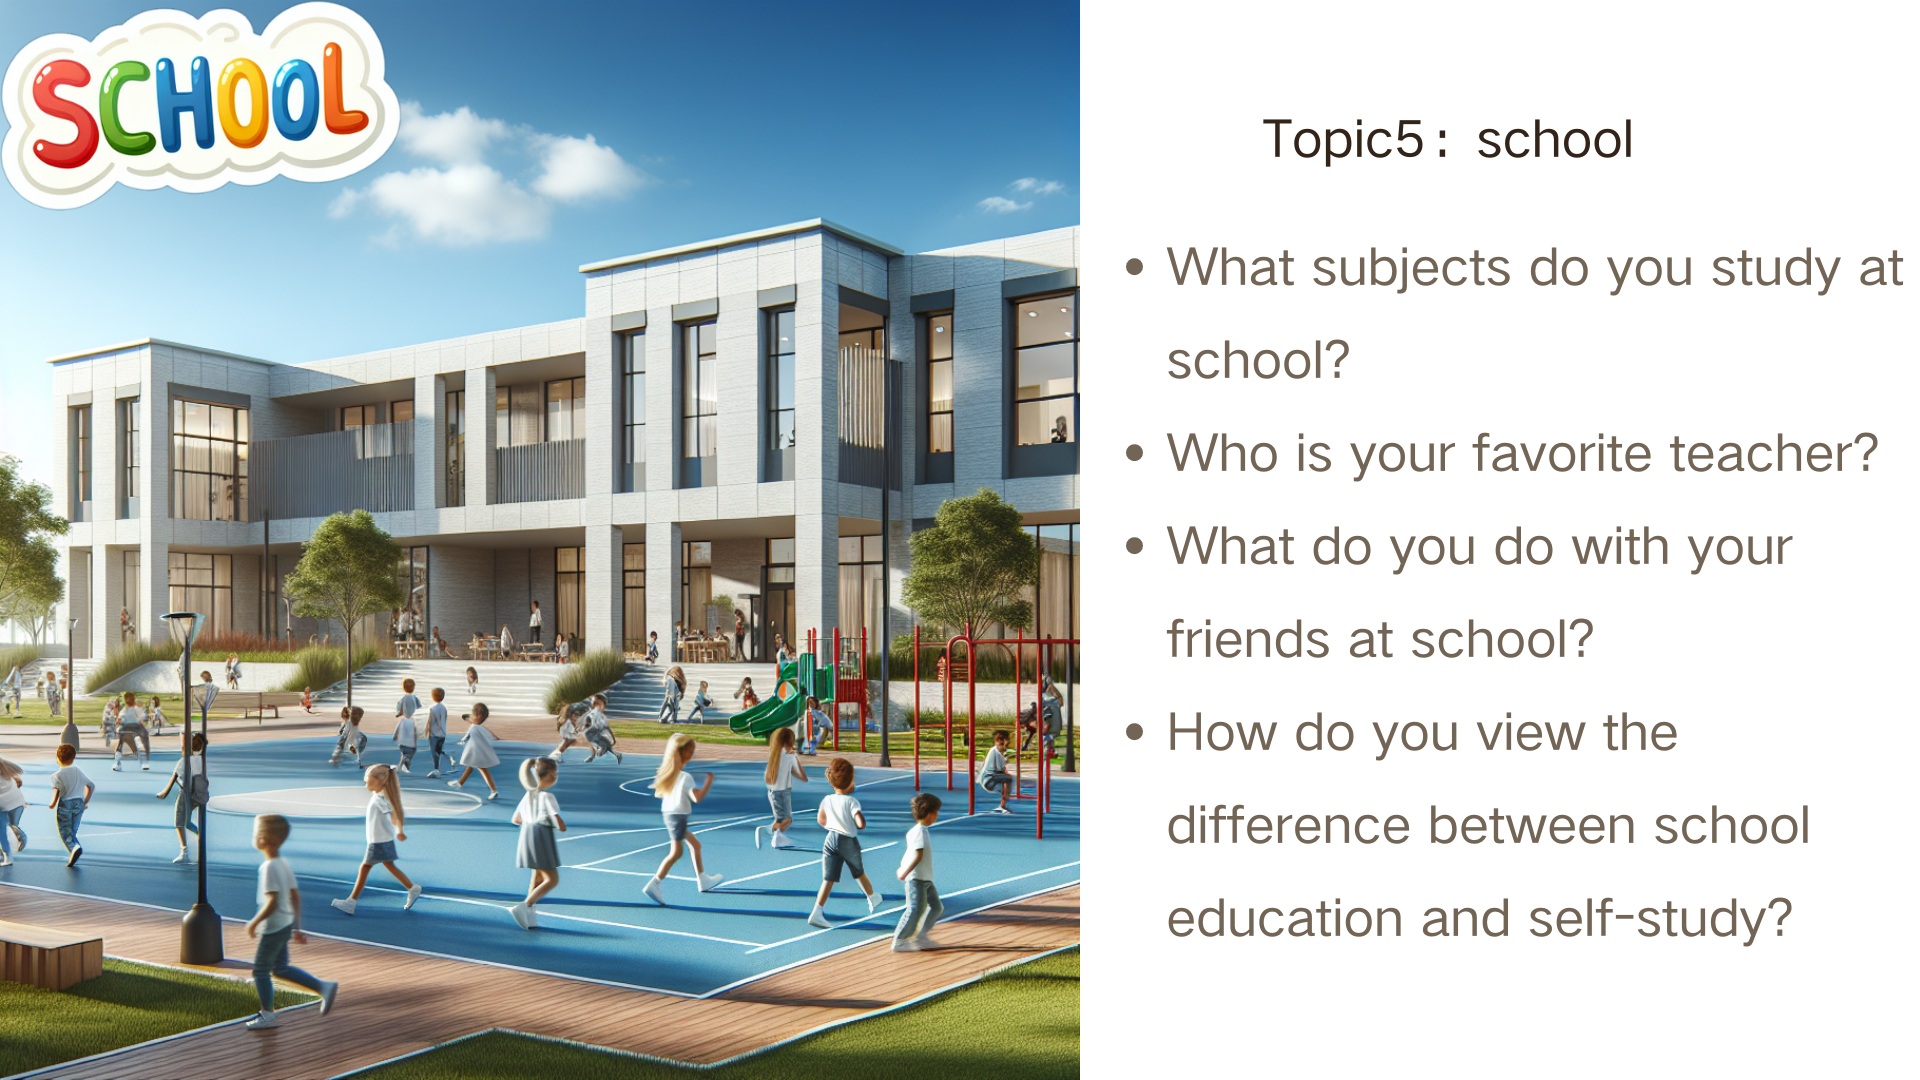 SCHOOL
Topic5: school
• What subjects do you study at
school?
• Who is your favorite teacher?
• What do you do with your
friends at school?
• How do you view the
difference between school
education and self-study?